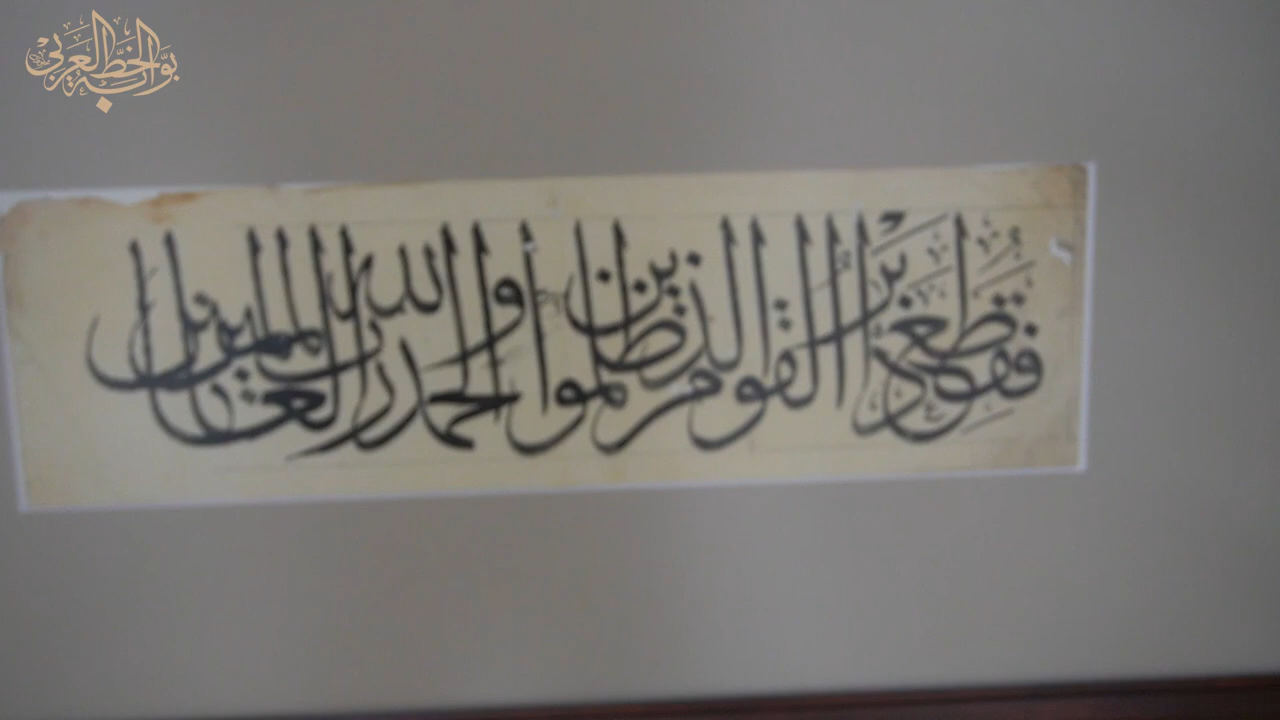 بوابة الخط العربي
فقطع دابر القوم الذين ظلموا والحمد لله رب العالمين